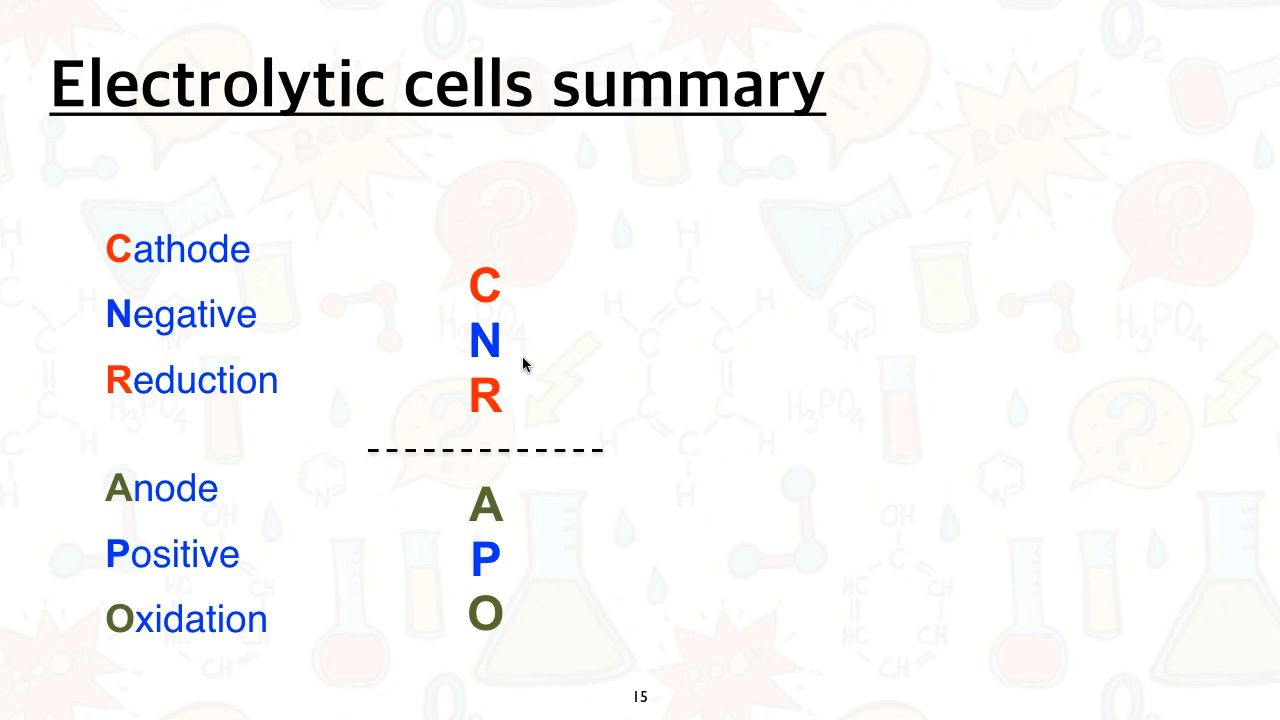 Electrolytic cells summary
Cathode
Negative
Reduction
C
N
R
Anode
Positive
Oxidation
A
P
O
15